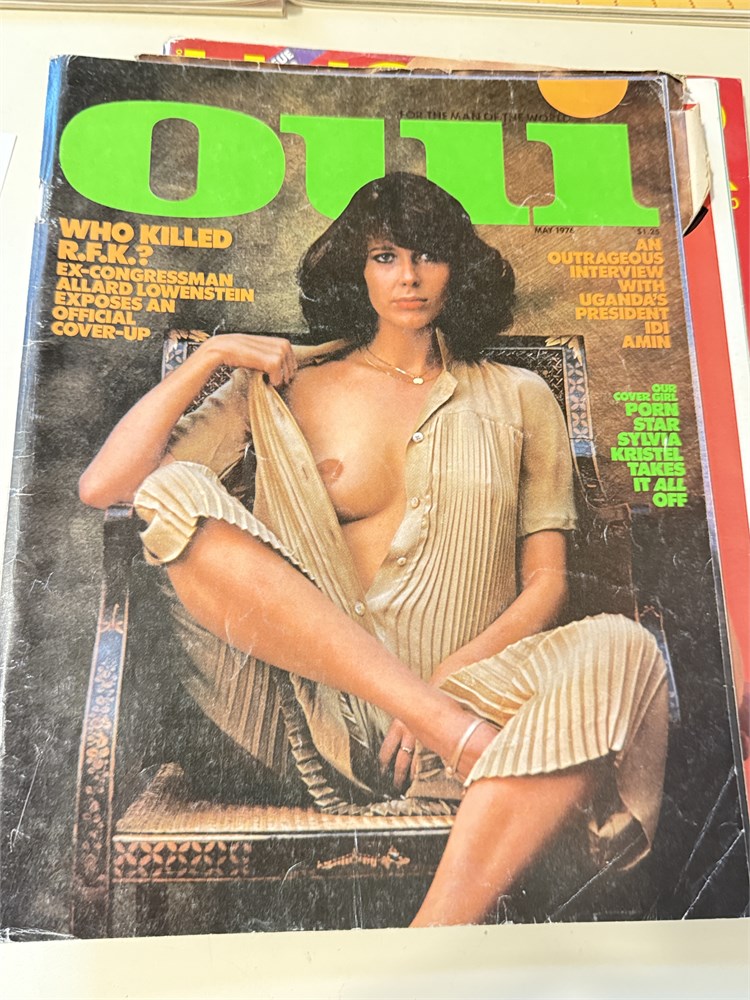 OUI
FOR THE MAN OF THE WORLD
MAY 1976
$1.25
WHO KILLED
R.F.K.?
EX-CONGRESSMAN
ALLARD LOWENSTEIN
EXPOSES AN
OFFICIAL
COVER-UP
AN
OUTRAGEOUS
INTERVIEW
WITH
UGANDA'S
PRESIDENT
IDI
AMIN
OUR
COVER GIRL
PORN
STAR
SYLVIA
KRISTEL
TAKES
IT ALL
OFF